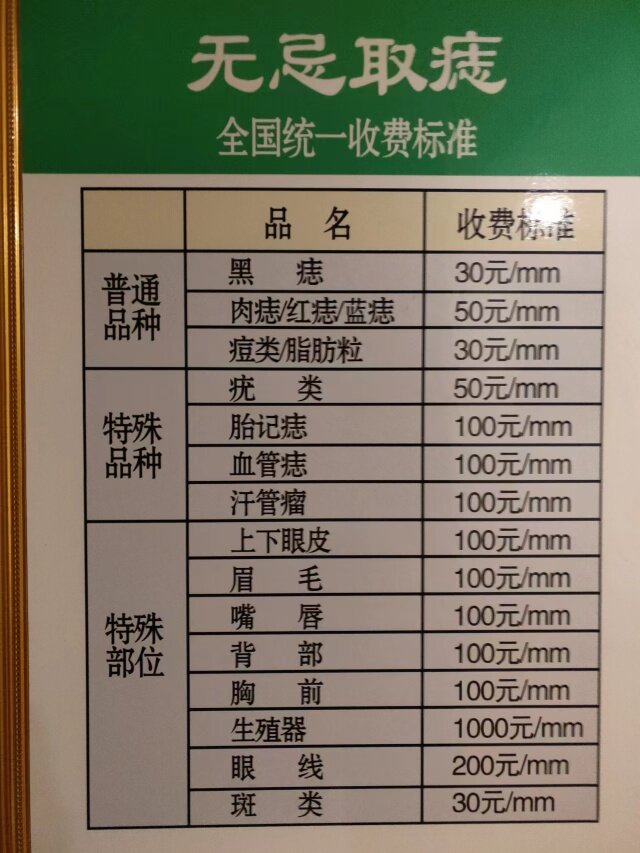 无忌取痣
全国统一收费标准
品 名 收费标准
普通品种
黑 痣 30元/mm
肉痣/红痣/蓝痣 50元/mm
痘类/脂肪粒 30元/mm
特殊品种
疣 类 50元/mm
胎记痣 100元/mm
血管痣 100元/mm
汗管瘤 100元/mm
特殊部位
上下眼皮 100元/mm
眉 毛 100元/mm
嘴 唇 100元/mm
背 部 100元/mm
胸 前 100元/mm
生殖器 1000元/mm
眼 线 200元/mm
斑 类 30元/mm